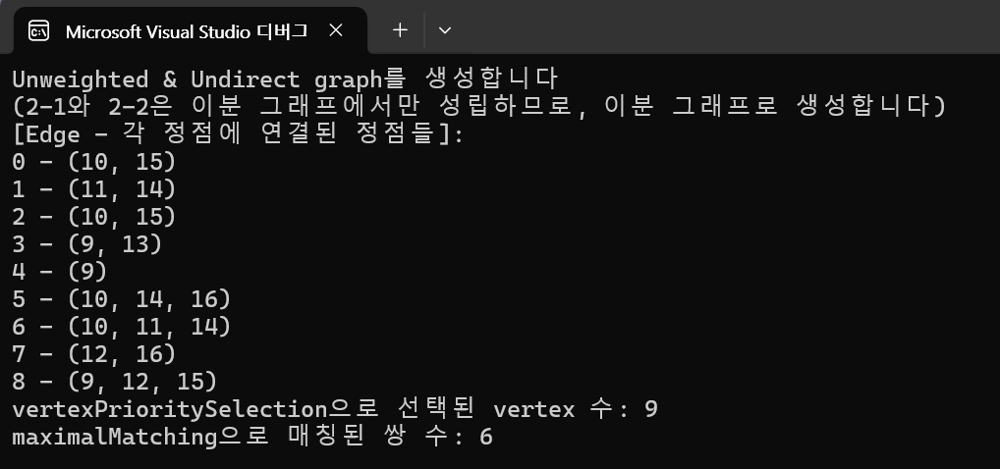 Microsoft Visual Studio 디버그
Unweighted & Undirect graph를 생성합니다
(2-1와 2-2은 이분 그래프에서만 성립하므로, 이분 그래프로 생성합니다)
[Edge - 각 정점에 연결된 정점들]:
0 - (10, 15)
1 - (11, 14)
2 - (10, 15)
3 - (9, 13)
4 - (9)
5 - (10, 14, 16)
6 - (10, 11, 14)
7 - (12, 16)
8 - (9, 12, 15)
vertexPrioritySelection으로 선택된 vertex 수: 9
maximalMatching으로 매칭된 쌍 수: 6